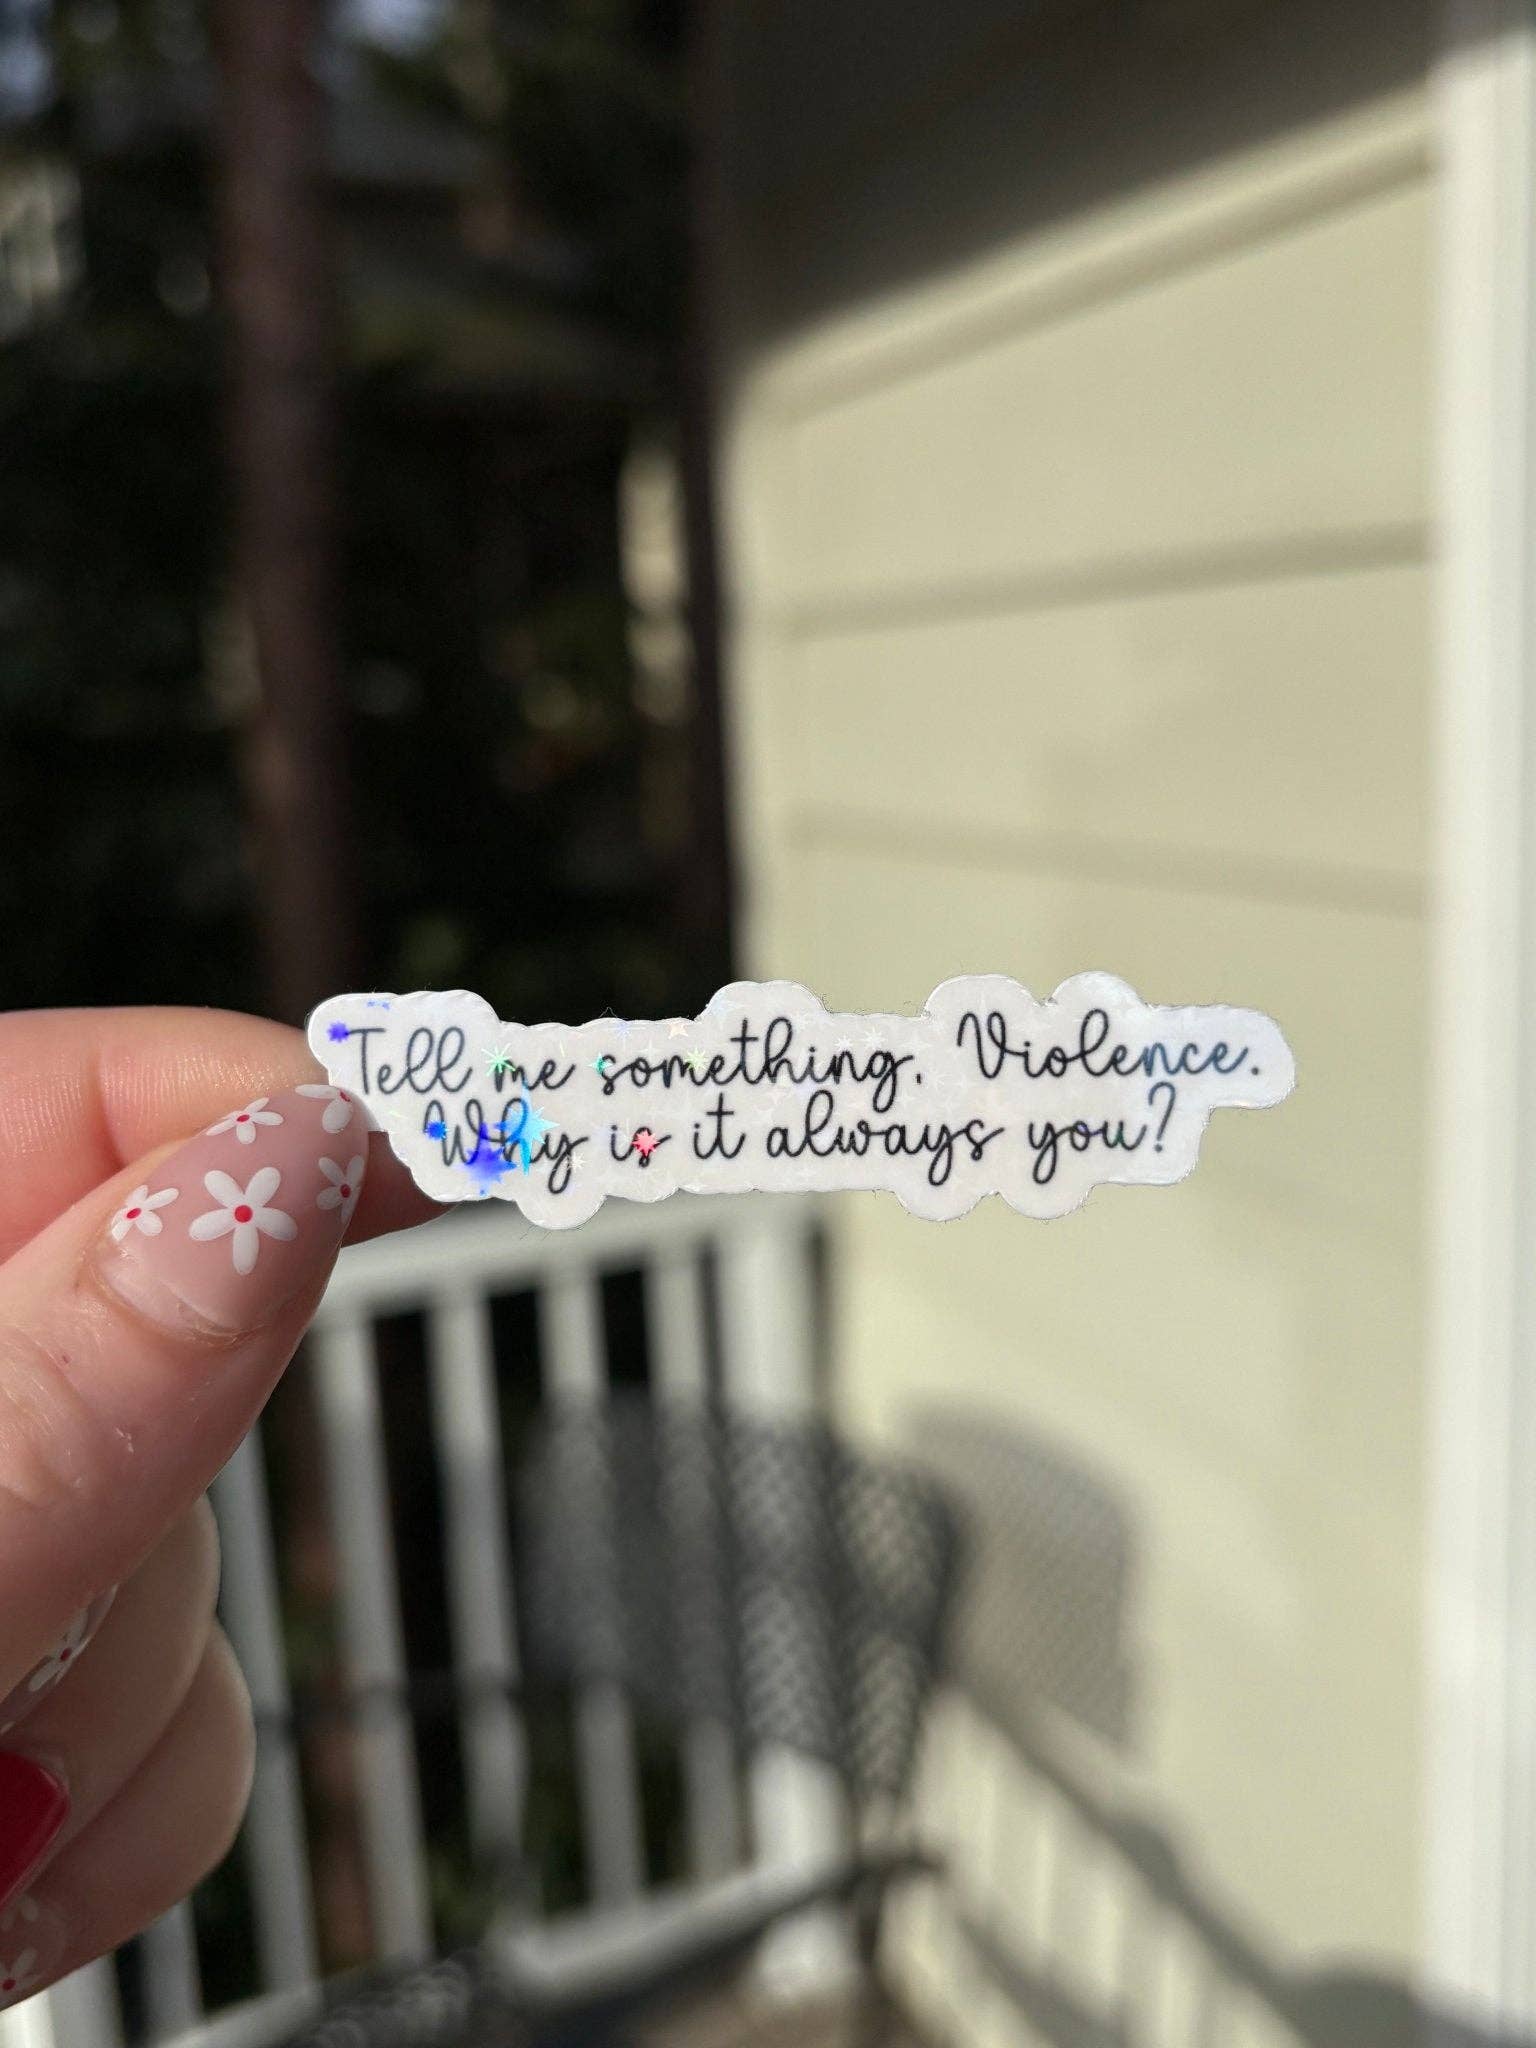 Tell me something, Violence.
Why is it always you?